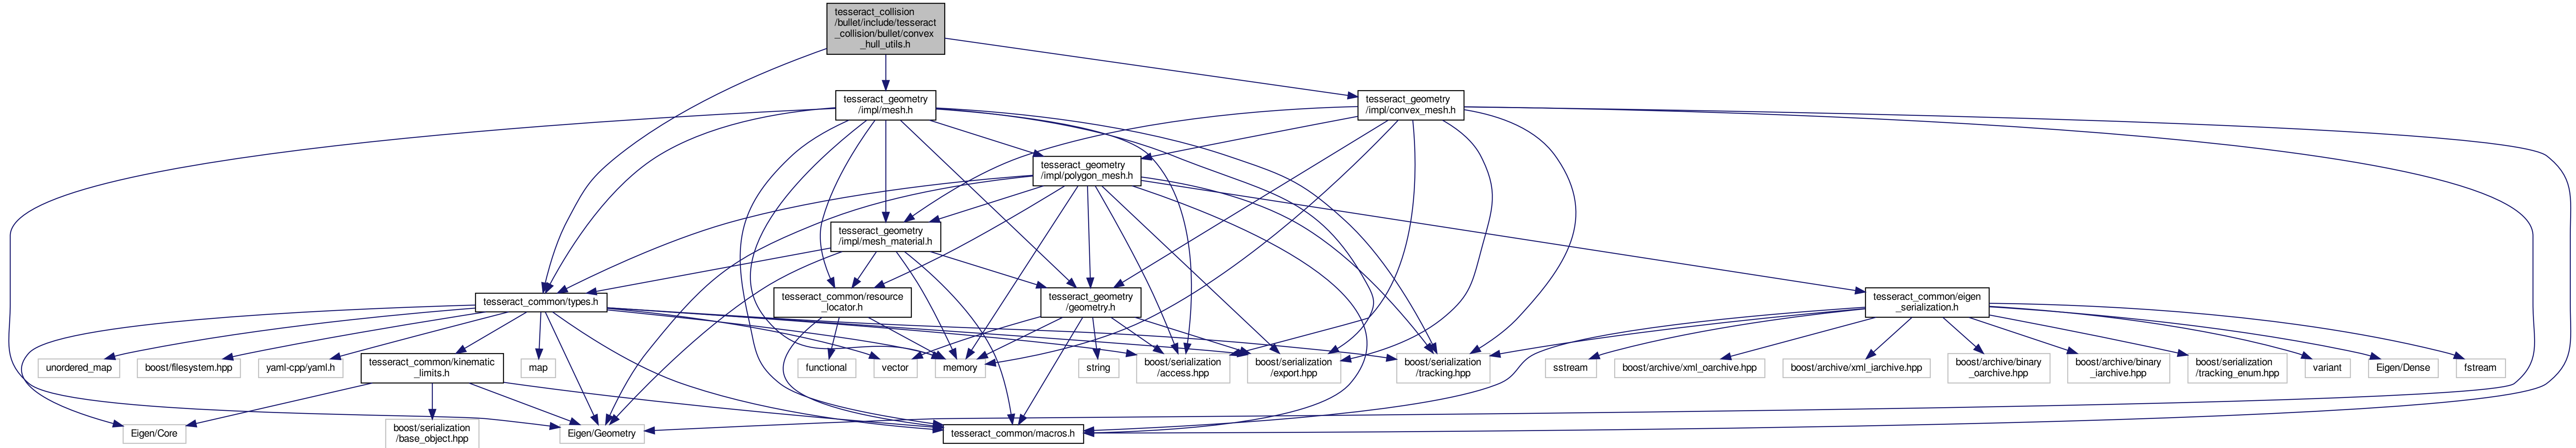 tesseract_collision
/bullet/include/tesseract
_collision/bullet/convex
_hull_utils.h
tesseract_geometry
/impl/mesh.h
tesseract_geometry
/impl/convex_mesh.h
tesseract_geometry
/impl/polygon_mesh.h
tesseract_geometry
/impl/mesh_material.h
tesseract_common/types.h
tesseract_common/resource
_locator.h
tesseract_geometry
/geometry.h
tesseract_common/eigen
_serialization.h
unordered_map
boost/filesystem.hpp
yaml-cpp/yaml.h
tesseract_common/kinematic
_limits.h
map
functional
vector
memory
string
boost/serialization
/access.hpp
boost/serialization
/export.hpp
boost/serialization
/tracking.hpp
sstream
boost/archive/xml_oarchive.hpp
boost/archive/xml_iarchive.hpp
boost/archive/binary
_oarchive.hpp
boost/archive/binary
_iarchive.hpp
boost/serialization
/tracking_enum.hpp
variant
Eigen/Dense
fstream
Eigen/Core
boost/serialization
/base_object.hpp
Eigen/Geometry
tesseract_common/macros.h